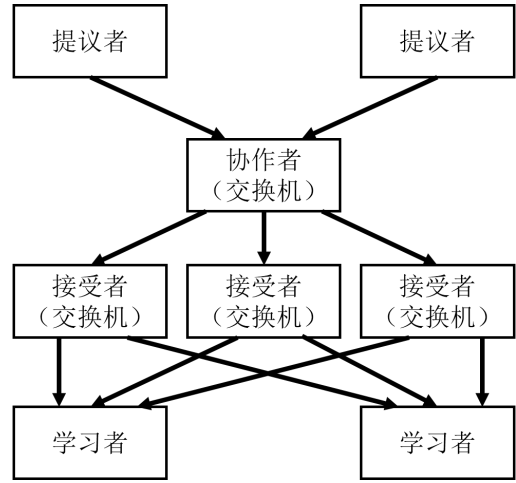 提议者
提议者
协作者
（交换机）
接受者
（交换机）
接受者
（交换机）
接受者
（交换机）
学习者
学习者